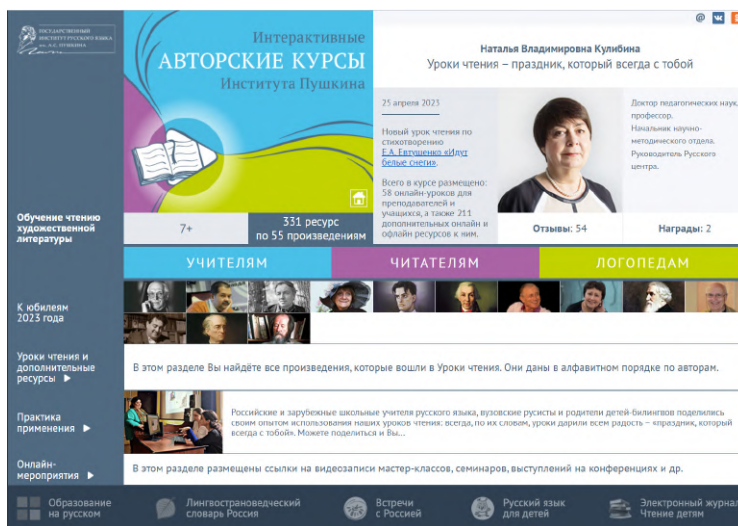 ГОСУДАРСТВЕННЫЙ
ИНСТИТУТ РУССКОГО ЯЗЫКА
им. А.С. ПУШКИНА
Интерактивные
АВТОРСКИЕ КУРСЫ
Института Пушкина
Наталья Владимировна Кулибина
Уроки чтения – праздник, который всегда с тобой
25 апреля 2023
Новый урок чтения по
стихотворению
Е.А. Евтушенко «Идут
белые снеги».
Всего в курсе размещено:
58 онлайн-уроков для
преподавателей и
учащихся, а также 211
дополнительных онлайн и
офлайн ресурсов к ним.
Доктор педагогических наук,
профессор.
Начальник научно-
методического отдела.
Руководитель Русского
центра.
Отзывы: 54
Награды: 2
Обучение чтению
художественной
литературы
7+
331 ресурс
по 55 произведениям
УЧИТЕЛЯМ
ЧИТАТЕЛЯМ
ЛОГОПЕДАМ
К юбилеям
2023 года
Уроки чтения и
дополнительные
ресурсы
В этом разделе Вы найдёте все произведения, которые вошли в Уроки чтения. Они даны в алфавитном порядке по авторам.
Практика
применения
Российские и зарубежные школьные учителя русского языка, вузовские русисты и родители детей-билингвов поделились
своим опытом использования наших уроков чтения: всегда, по их словам, уроки дарили всем радость – «праздник, который
всегда с тобой». Можете поделиться и Вы...
Онлайн-
мероприятия
В этом разделе размещены ссылки на видеозаписи мастер-классов, семинаров, выступлений на конференциях и др.
Образование
на русском
Лингвострановедческий
словарь Россия
Встречи
с Россией
Русский язык
для детей
Электронный журнал
Чтение детям